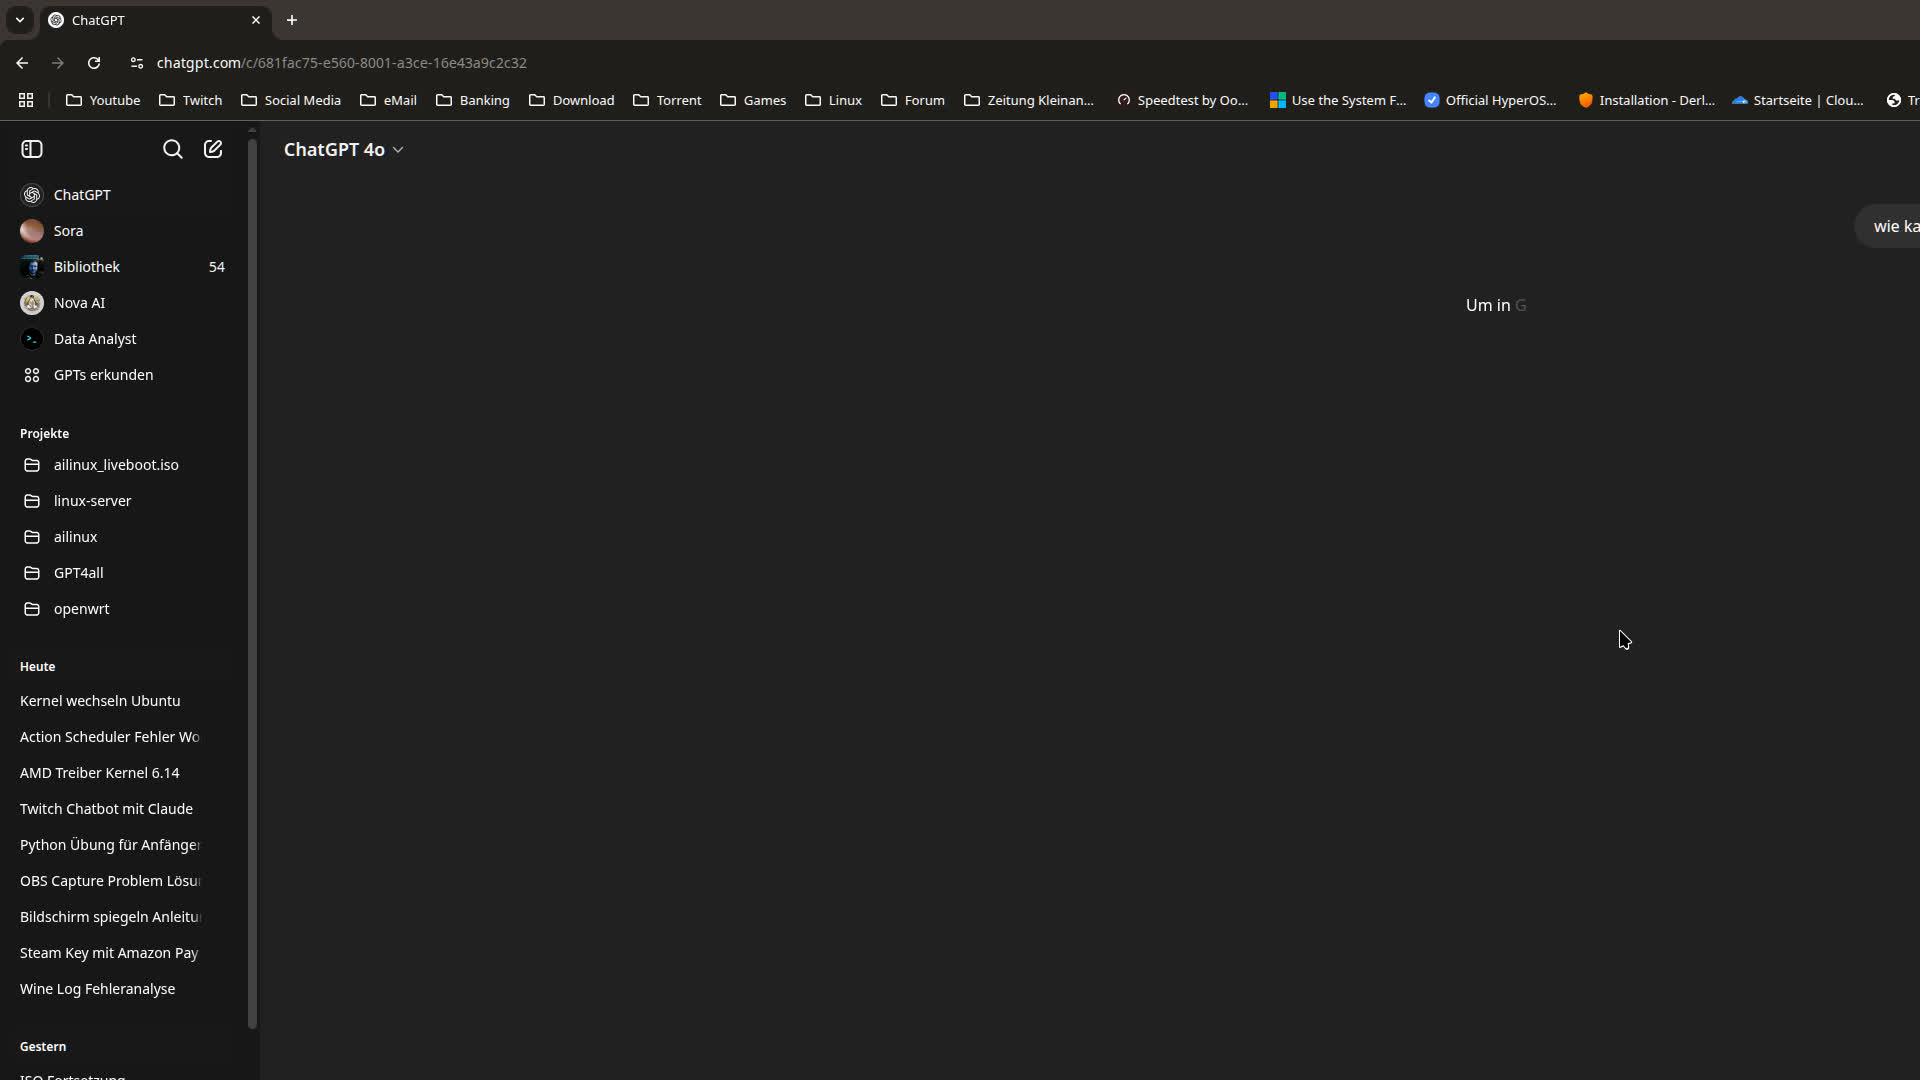 ChatGPT
chatgpt.com/c/681fac75-e560-8001-a3ce-16e43a9c2c32
Youtube Twitch Social Media eMail Banking Download Torrent Games Linux Forum Zeitung Kleinan... Speedtest by Oo... Use the System F... Official HyperOS... Installation - Derl... Startseite | Clou... Tr
ChatGPT 4o
ChatGPT
wie ka
Sora
Bibliothek 54
Nova AI
Um in G
Data Analyst
GPTs erkunden
Projekte
ailinux_liveboot.iso
linux-server
ailinux
GPT4all
openwrt
Heute
Kernel wechseln Ubuntu
Action Scheduler Fehler Wo
AMD Treiber Kernel 6.14
Twitch Chatbot mit Claude
Python Übung für Anfänger
OBS Capture Problem Lösu
Bildschirm spiegeln Anleitu
Steam Key mit Amazon Pay
Wine Log Fehleranalyse
Gestern
ISO Fortsetzung